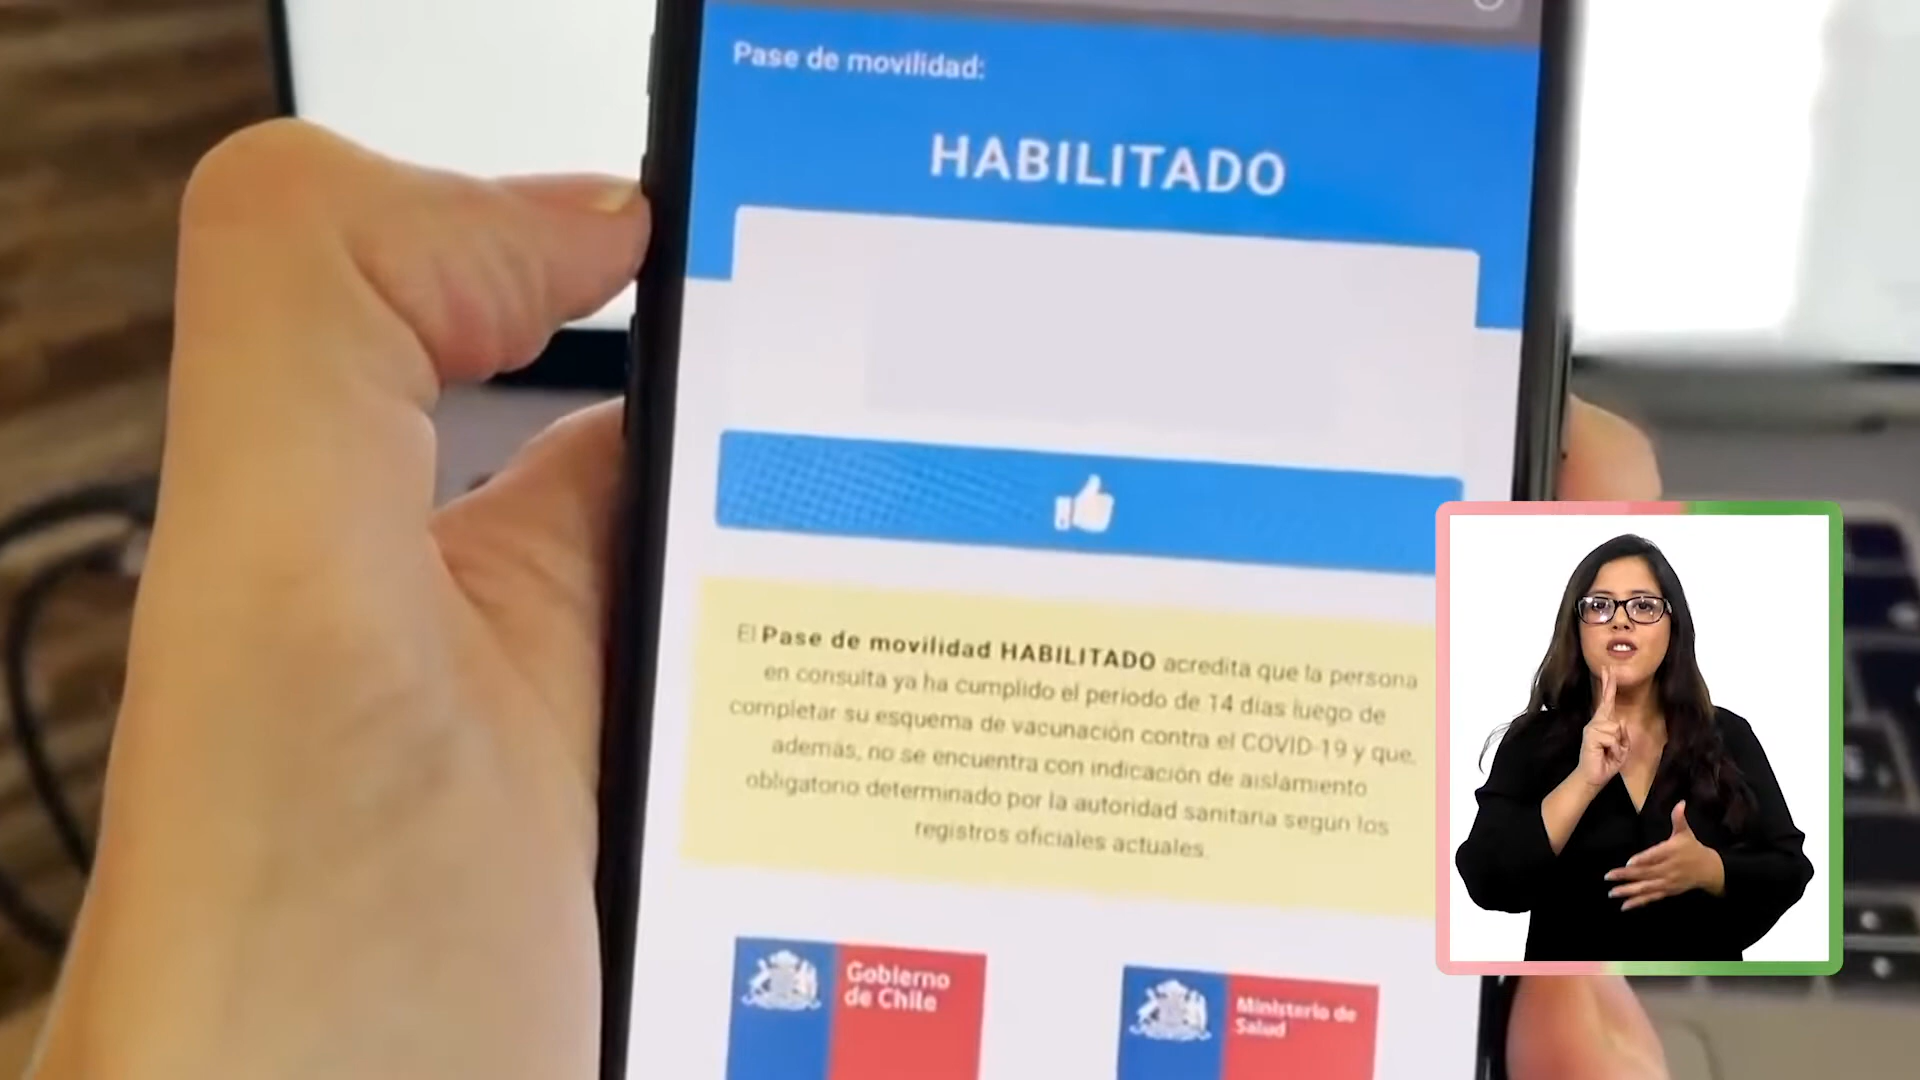 Pase de movilidad:
HABILITADO
El Pase de movilidad HABILITADO acredita que la persona
en consulta ya ha cumplido el periodo de 14 días luego de
completar su esquema de vacunación contra el COVID-19 y que,
además, no se encuentra con indicación de aislamiento
obligatorio determinado por la autoridad sanitaria según los
registros oficiales actuales.
Gobierno
de Chile
Ministerio de
Salud